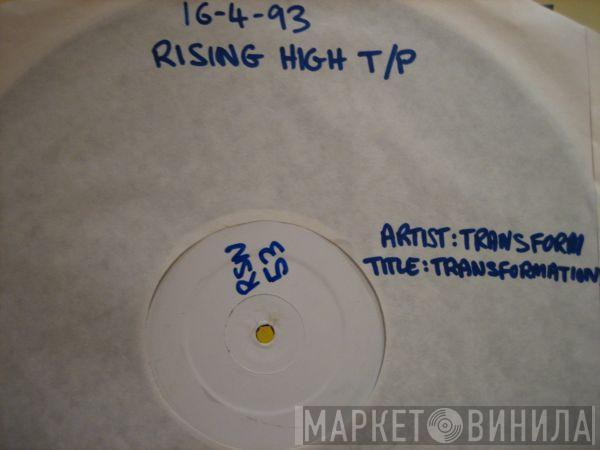 16-4-93
RISING HIGH T/P
ARTIST: TRANSFORM
TITLE: TRANSFORMATION
RSN
53
МАРКЕТ ВИНИЛА